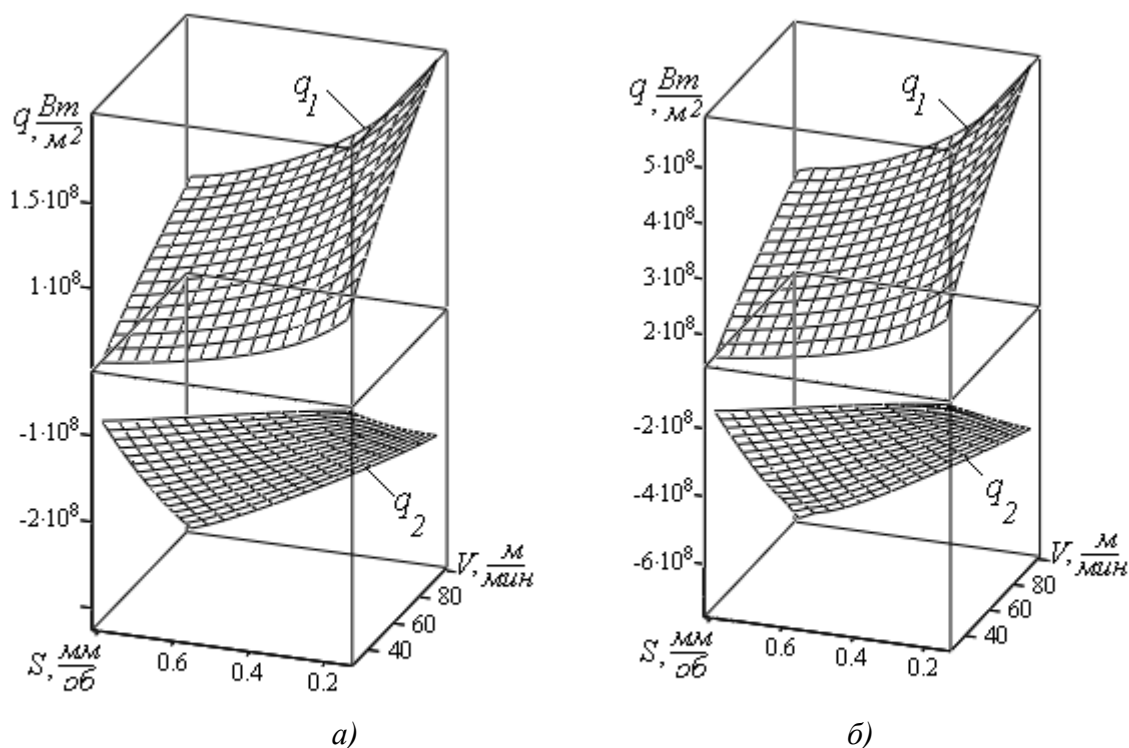 q, Вт/м²
1.5·10⁸
1·10⁸
-1·10⁸
-2·10⁸
q₁
q₂
V, м/мин
80
60
40
S, мм/об
0.6
0.4
0.2
а)
q, Вт/м²
5·10⁸
4·10⁸
3·10⁸
2·10⁸
-2·10⁸
-4·10⁸
-6·10⁸
q₁
q₂
V, м/мин
80
60
40
S, мм/об
0.6
0.4
0.2
б)